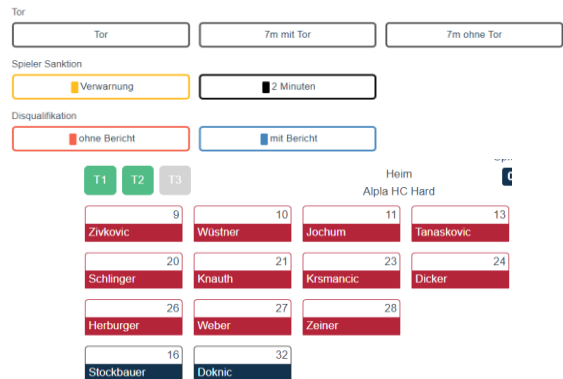 Tor
Tor 7m mit Tor 7m ohne Tor
Spieler Sanktion
Verwarnung 2 Minuten
Disqualifikation
ohne Bericht mit Bericht
T1 T2 T3 Heim
Alpla HC Hard
9 10 11 13
Zivkovic Wüstner Jochum Tanaskovic
20 21 23 24
Schlinger Knauth Krsmancic Dicker
26 27 28
Herburger Weber Zeiner
16 32
Stockbauer Doknic